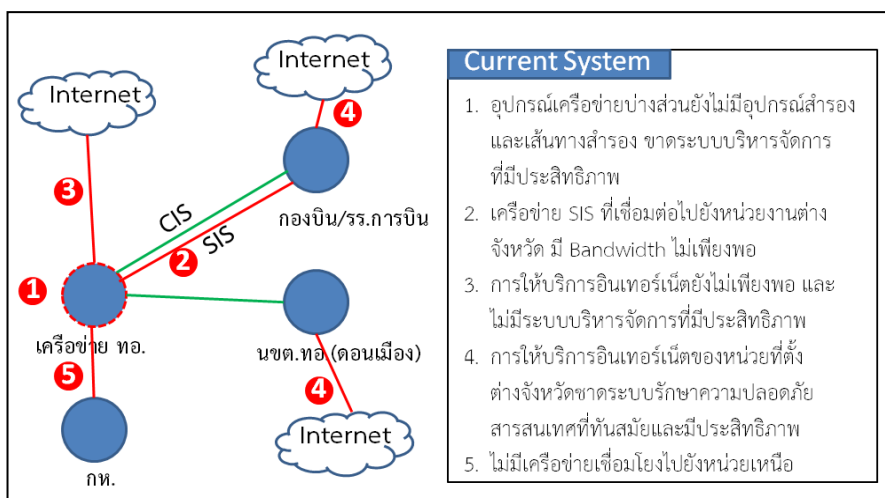 Internet
Internet
4
3
CIS
SIS
กองบิน/รร.การบิน
2
1
เครือข่าย ทอ.
นขต.ทอ.(ดอนเมือง)
5
4
กห.
Internet
Current System
1. อุปกรณ์เครือข่ายบ่างส่วนยังไม่มีอุปกรณ์สำรอง
และเส้นทางสำรอง ขาดระบบบริหารจัดการ
ที่มีประสิทธิภาพ
2. เครือข่าย SIS ที่เชื่อมต่อไปยังหน่วยงานต่าง
จังหวัด มี Bandwidth ไม่เพียงพอ
3. การให้บริการอินเทอร์เน็ตยังไม่เพียงพอ และ
ไม่มีระบบบริหารจัดการที่มีประสิทธิภาพ
4. การให้บริการอินเทอร์เน็ตของหน่วยที่ตั้ง
ต่างจังหวัดขาดระบบรักษาความปลอดภัย
สารสนเทศที่ทันสมัยและมีประสิทธิภาพ
5. ไม่มีเครือข่ายเชื่อมโยงไปยังหน่วยเหนือ